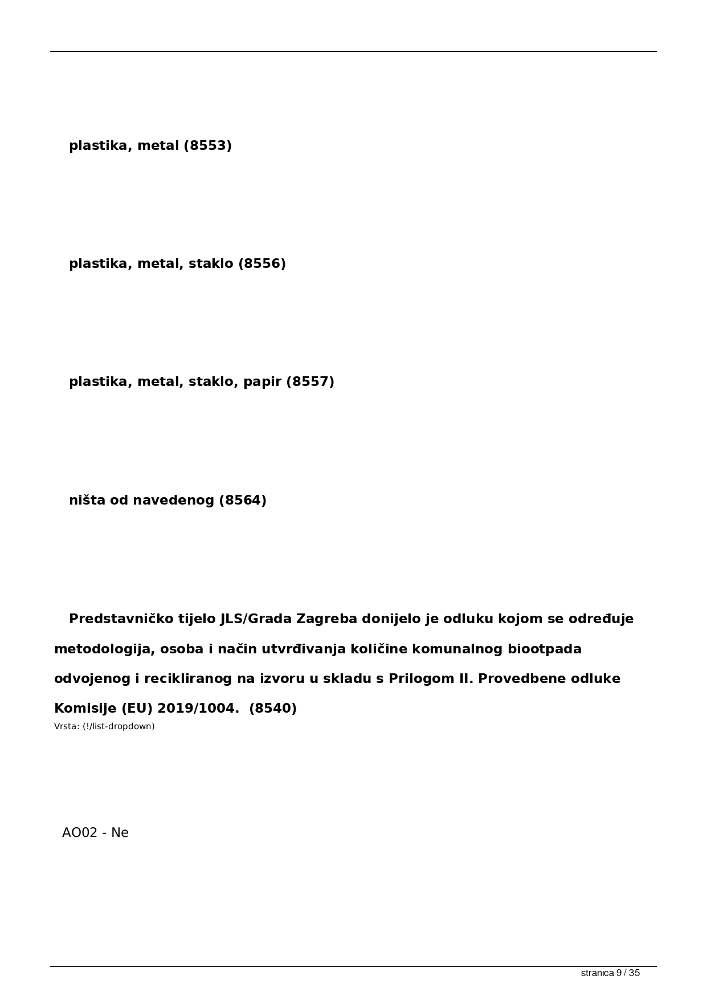 plastika, metal (8553)
plastika, metal, staklo (8556)
plastika, metal, staklo, papir (8557)
ništa od navedenog (8564)
Predstavničko tijelo JLS/Grada Zagreba donijelo je odluku kojom se određuje
metodologija, osoba i način utvrđivanja količine komunalnog biootpada
odvojenog i recikliranog na izvoru u skladu s Prilogom II. Provedbene odluke
Komisije (EU) 2019/1004.  (8540)
Vrsta: (!/list-dropdown)
AO02 - Ne
stranica 9 / 35